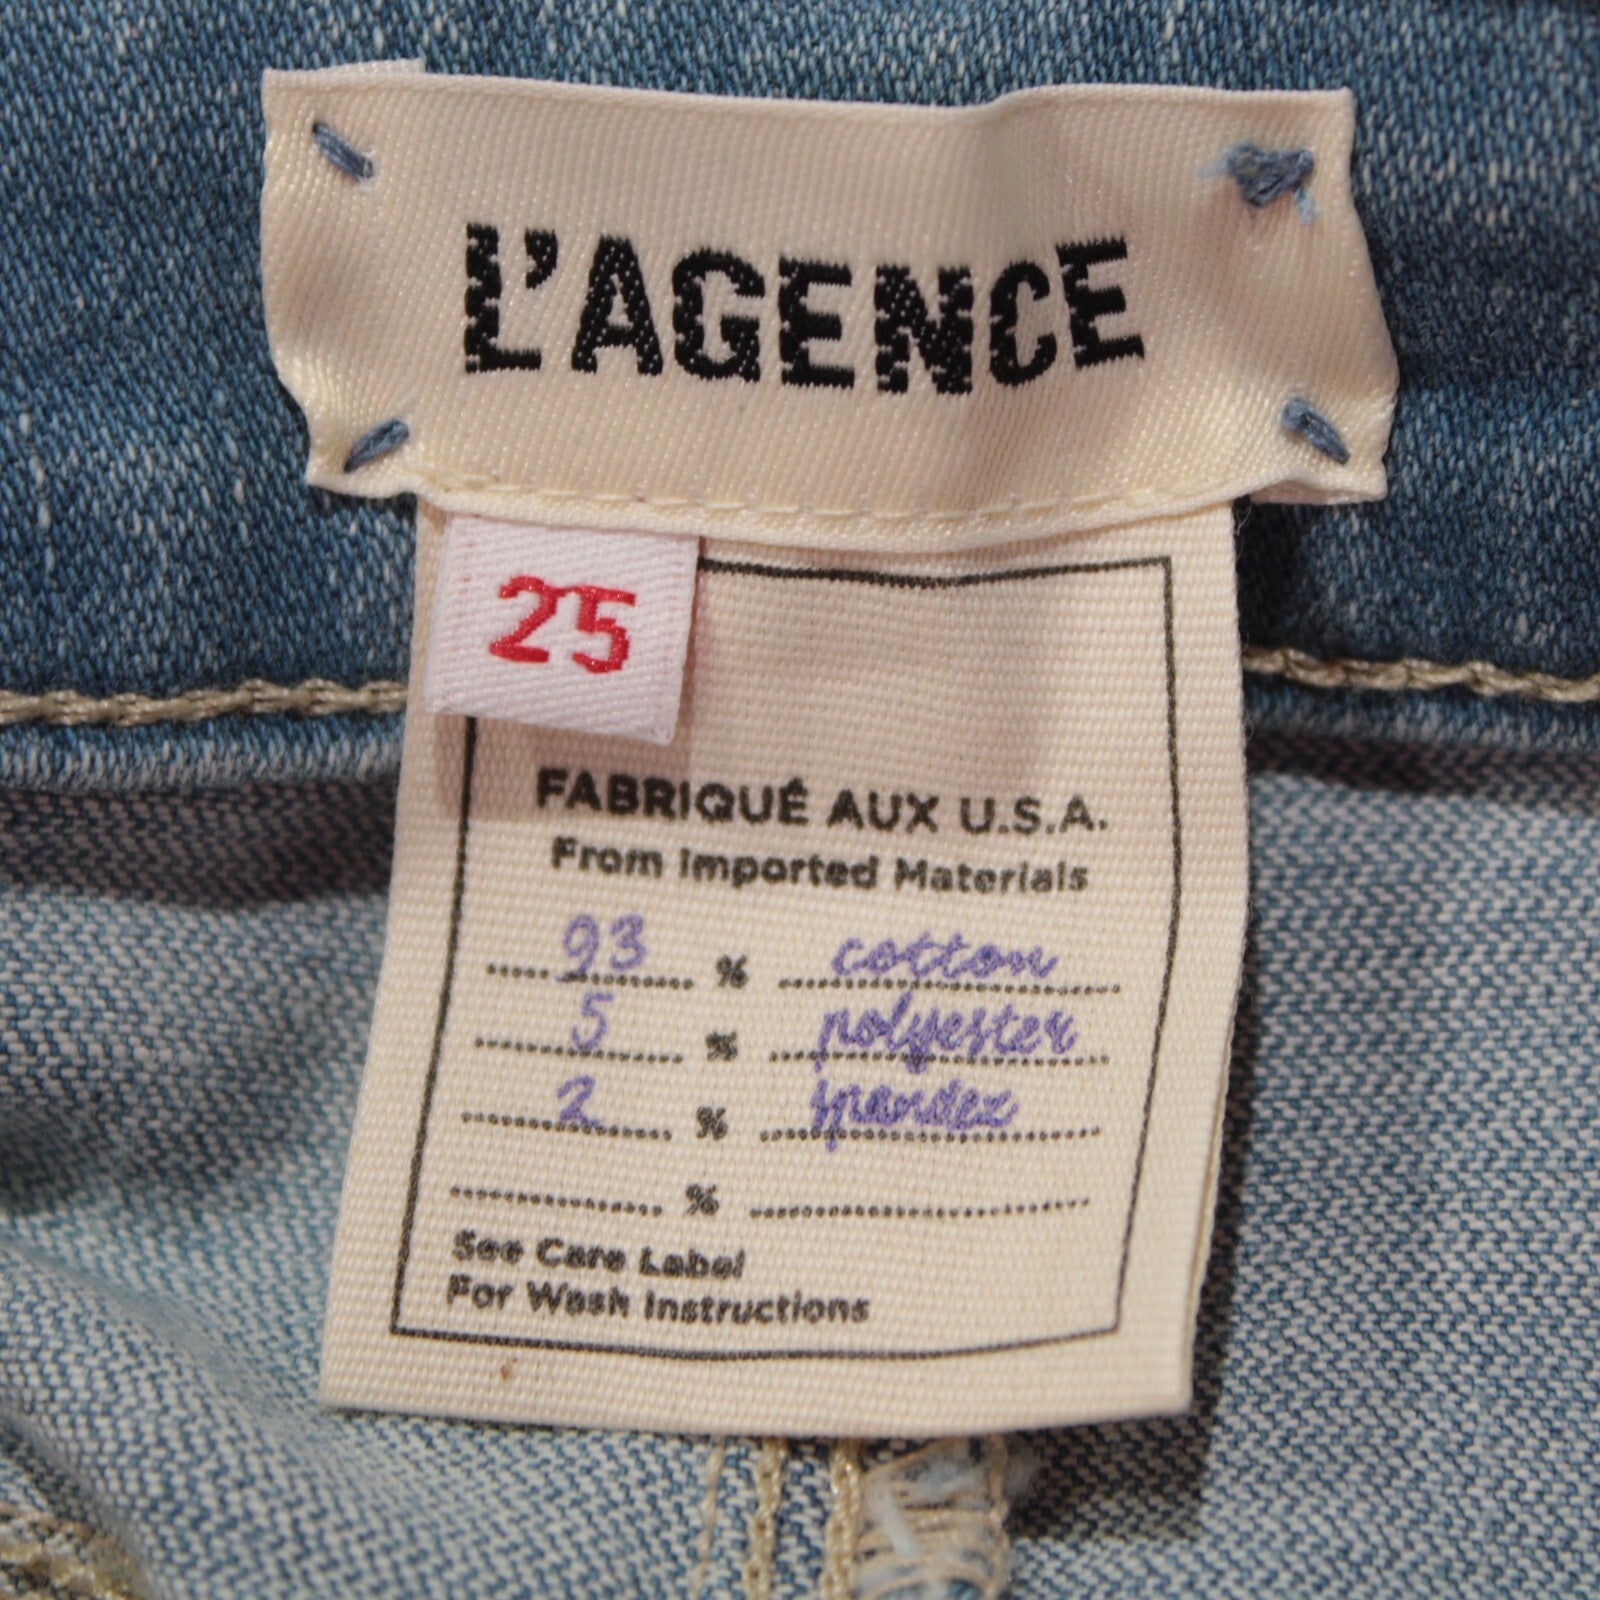 L'AGENCE
25
FABRIQUÉ AUX U.S.A.
From Imported Materials
93 % cotton
5 % polyester
2 % spandex
%
See Care Label
For Wash Instructions